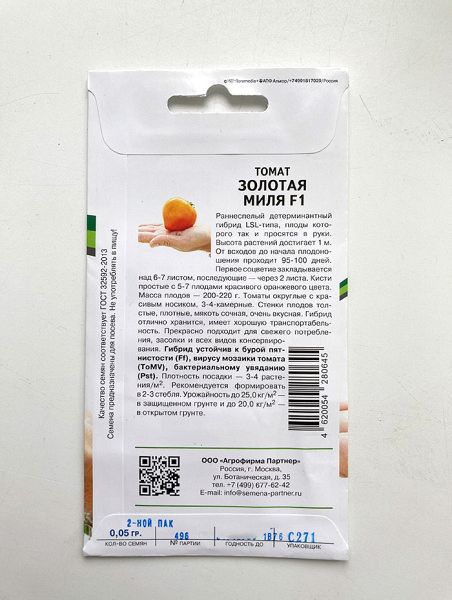 ТОМАТ
ЗОЛОТАЯ
МИЛЯ F1
Раннеспелый детерминантный
гибрид LSL-типа, плоды кото-
рого так и просятся в руки.
Высота растений достигает 1 м.
От всходов до начала плодоно-
шения проходит 95-100 дней.
Первое соцветие закладывается
над 6-7 листом, последующие — через 2 листа. Кисти
простые с 5-7 плодами красивого оранжевого цвета.
Масса плодов — 200-220 г. Томаты округлые с кра-
сивым носиком, 3-4-камерные. Стенки плодов тол-
стые, плотные, мякоть сочная, очень вкусная. Гибрид
отлично хранится, имеет хорошую транспортабель-
ность. Прекрасно подходит для свежего потребле-
ния, засолки и всех видов консервиро-
вания. Гибрид устойчив к бурой пят-
нистости (Ff), вирусу мозаики томата
(ToMV), бактериальному увяданию
(Pst). Плотность посадки — 3-4 расте-
ния/м². Рекомендуется формировать
в 2-3 стебля. Урожайность до 25,0 кг/м² —
в защищенном грунте и до 20,0 кг/м² —
в открытом грунте.
Качество семян соответствует ГОСТ 32592-2013
Семена предназначены для посева. Не употреблять в пищу!
4 620054 280645
ООО «Агрофирма Партнер»
Россия, г. Москва,
ул. Ботаническая, д. 35
тел. +7 (499) 677-62-42
E-mail: info@semena-partner.ru
2-НОЙ ПАК
0,05 ГР. 496 1876 С271
КОЛ-ВО СЕМЯН № ПАРТИИ ГОДНОСТЬ ДО УПАКОВЩИК